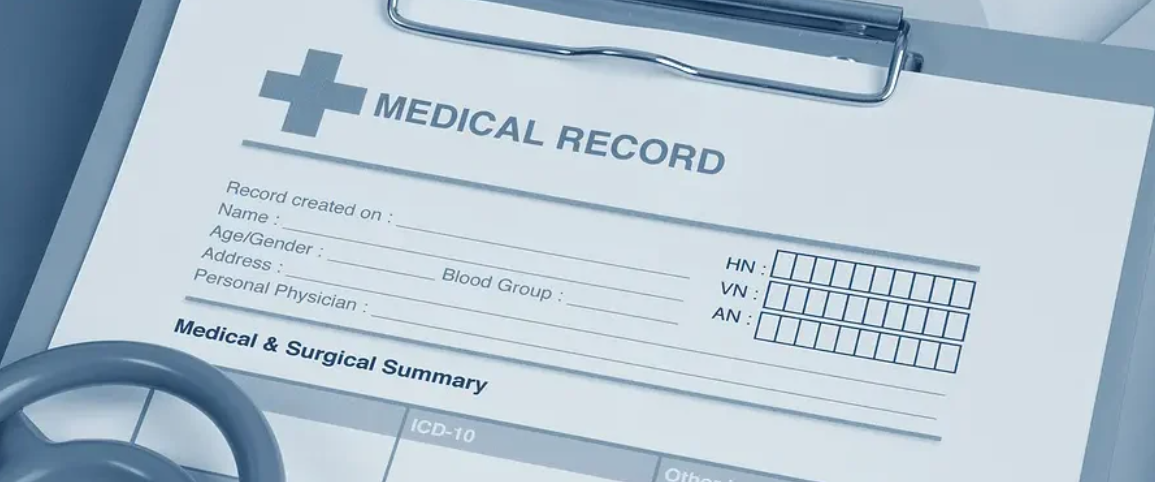 MEDICAL RECORD
Record created on :
Name :
Age/Gender : Blood Group :
Address :
Personal Physician :
HN :
VN :
AN :
Medical & Surgical Summary
ICD-10
Other